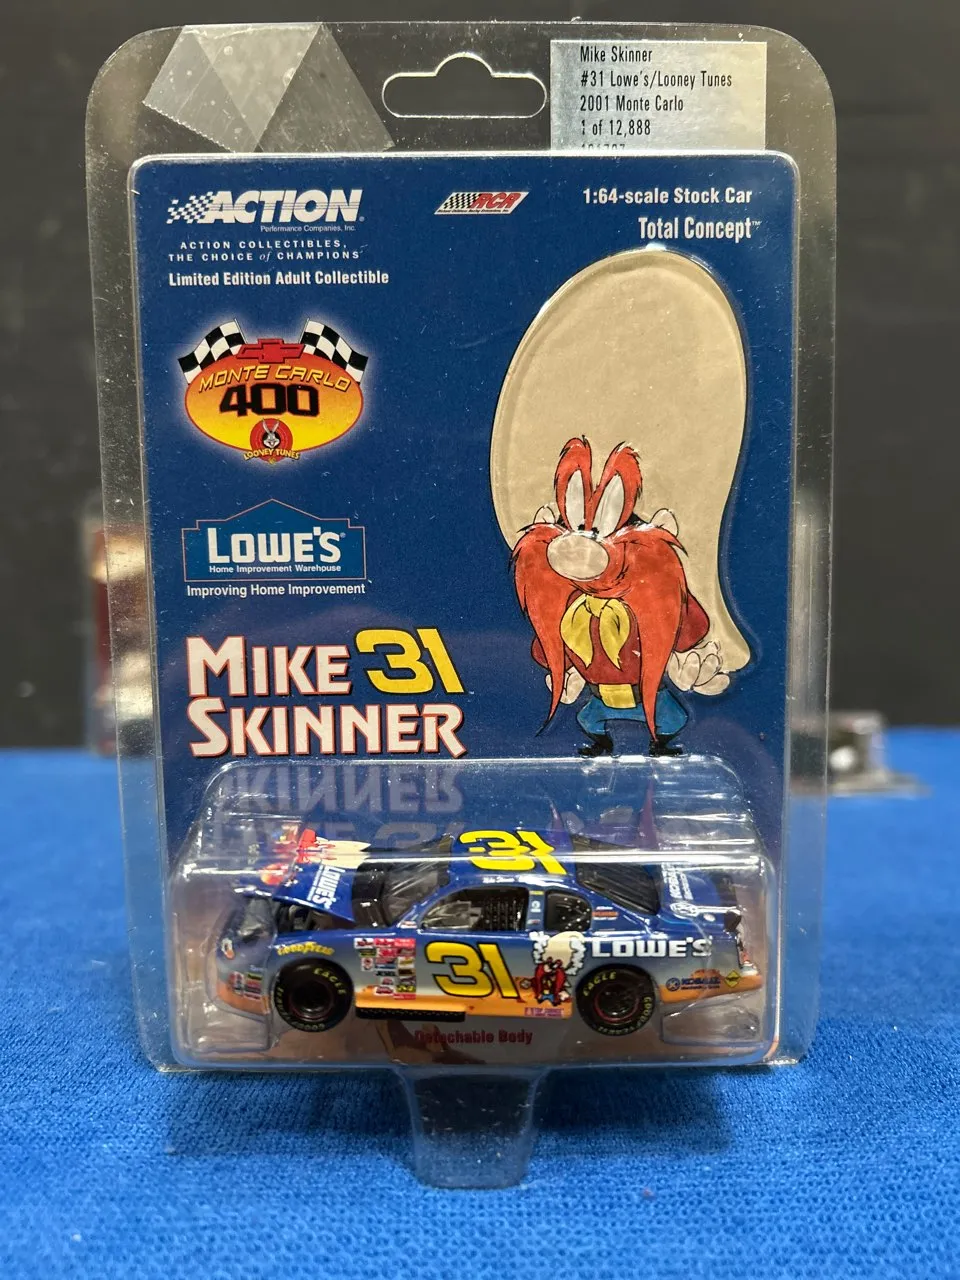 Mike Skinner
#31 Lowe's/Looney Tunes
2001 Monte Carlo
1 of 12,888
ACTION
Performance Companies, Inc.
ACTION COLLECTIBLES,
THE CHOICE of CHAMPIONS
Limited Edition Adult Collectible
RCR
1:64-scale Stock Car
Total Concept™
MONTE CARLO
400
LOONEY TUNES
LOWE'S
Home Improvement Warehouse
Improving Home Improvement
MIKE 31
SKINNER
31
LOWE'S
GOODYEAR
EAGLE
31
LOWE'S
EAGLE
Detachable Body